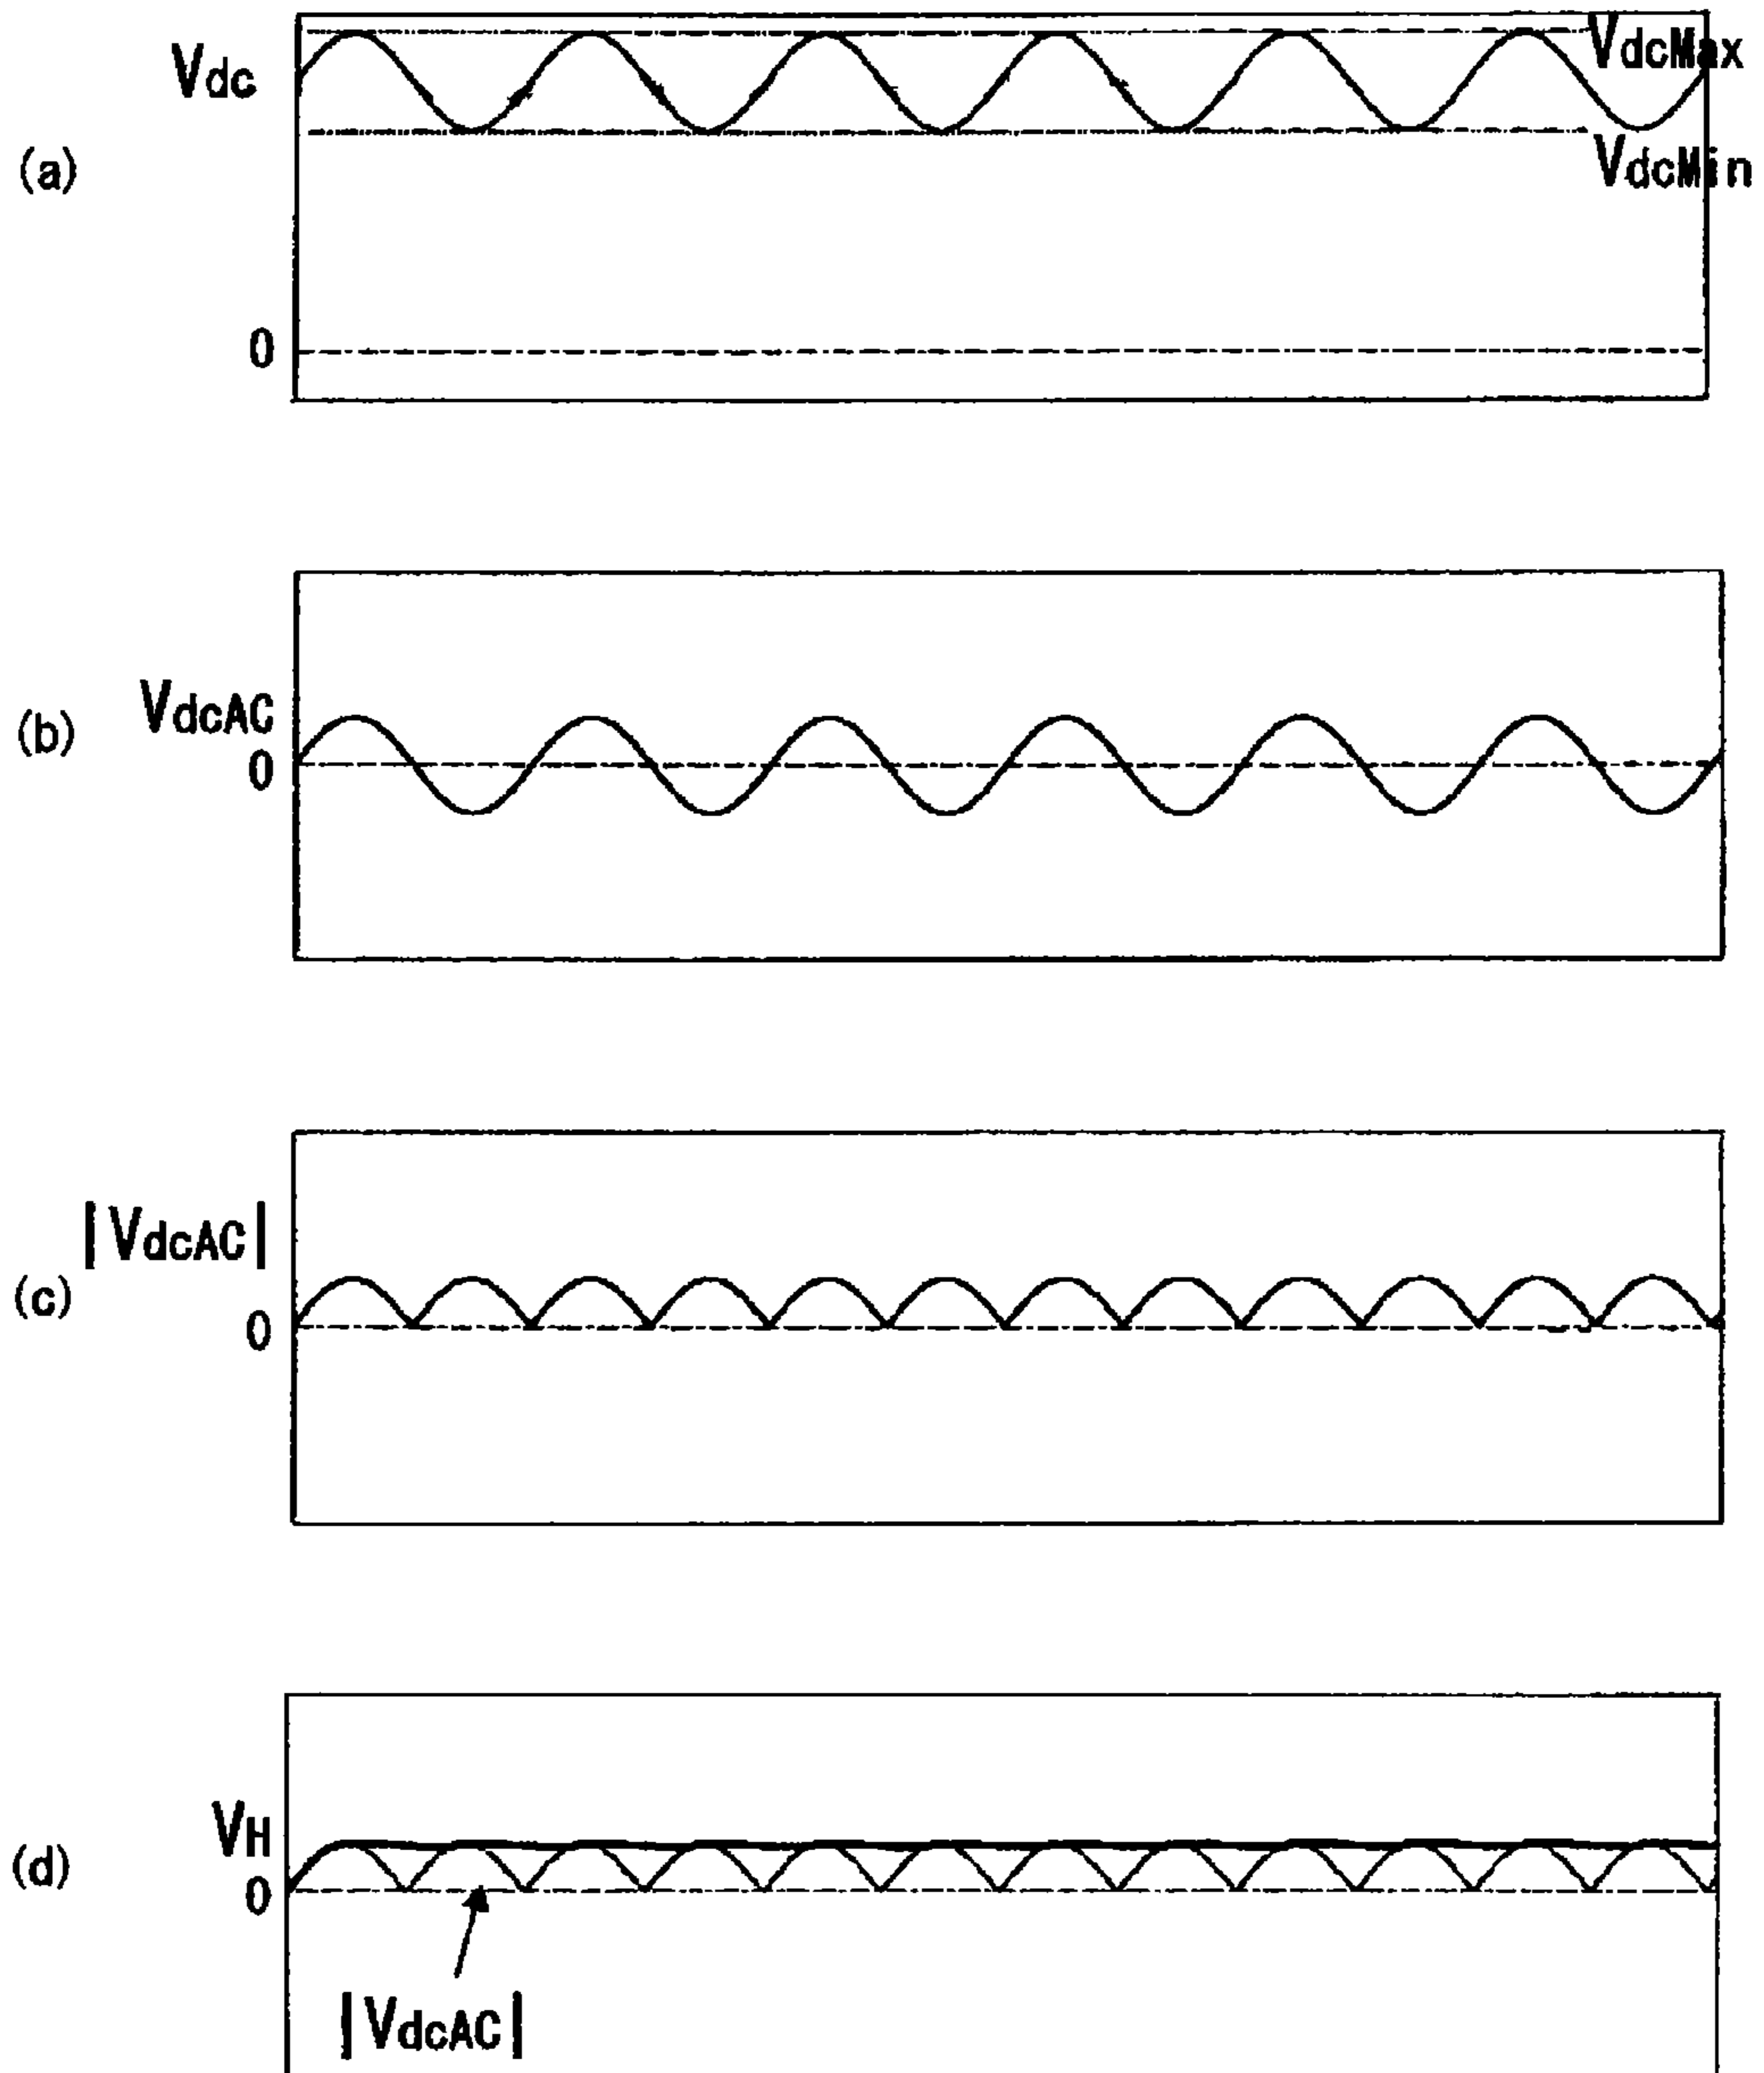 Vdc
VdcMax
(a)
VdcMin
0
(b)
VdcAC
0
|VdcAC|
(c)
0
VH
(d)
0
|VdcAC|